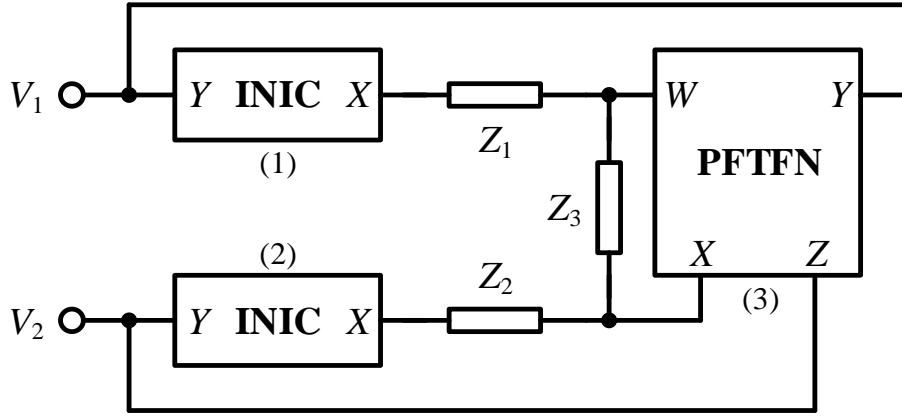 V₁ Y INIC X W Y
(1) Z₁
PFTFN
Z₃
(2) Z₂ X Z
(3)
V₂ Y INIC X